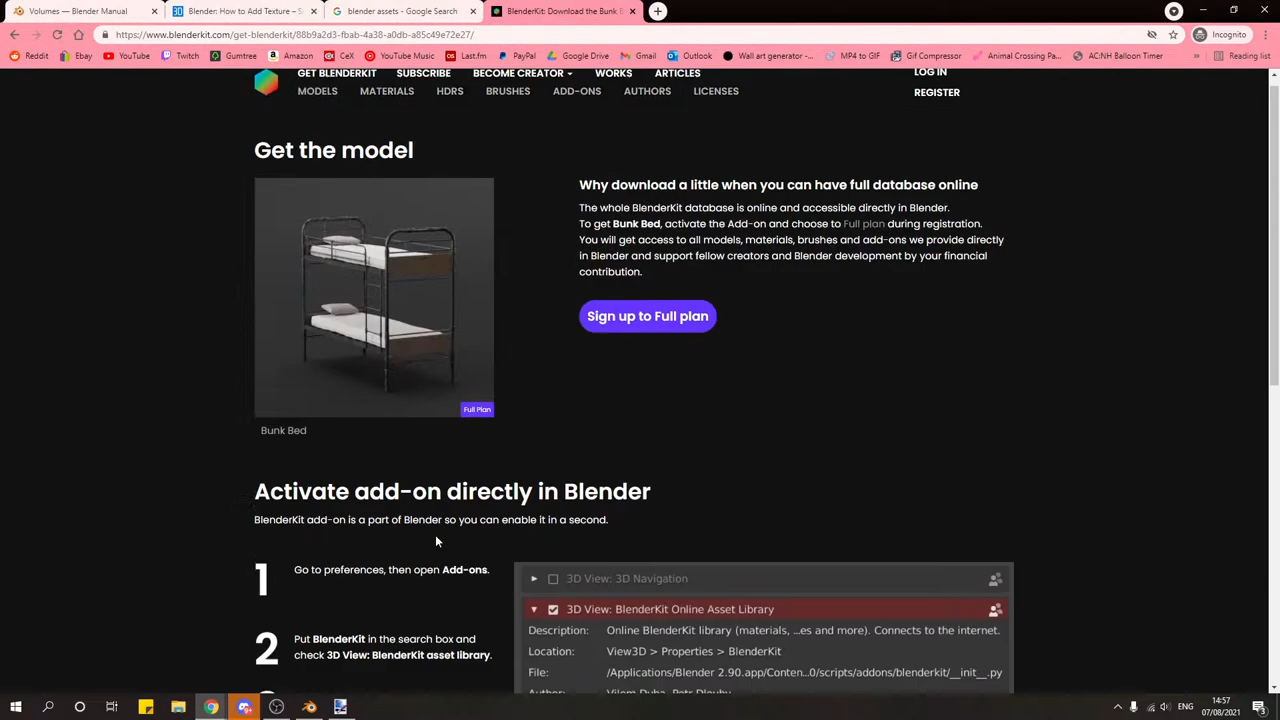 Volumes — Blender Manual
Blender: How to Add Texture – S
blender assets - Google Search
BlenderKit: Download the Bunk B
https://www.blenderkit.com/get-blenderkit/88b9a2d3-fbab-4a38-a0db-a85c49e72e27/
Incognito
Reddit
Ebay
YouTube
Twitch
Gumtree
Amazon
CeX
YouTube Music
Last.fm
PayPal
Google Drive
Gmail
Outlook
Wall art generator -...
MP4 to GIF
Gif Compressor
Animal Crossing Pa...
AC:NH Balloon Timer
Reading list
GET BLENDERKIT SUBSCRIBE BECOME CREATOR WORKS ARTICLES
LOG IN
MODELS MATERIALS HDRS BRUSHES ADD-ONS AUTHORS LICENSES
REGISTER
Get the model
Full Plan
Bunk Bed
Why download a little when you can have full database online
The whole BlenderKit database is online and accessible directly in Blender.
To get Bunk Bed, activate the Add-on and choose to Full plan during registration.
You will get access to all models, materials, brushes and add-ons we provide directly
in Blender and support fellow creators and Blender development by your financial
contribution.
Sign up to Full plan
Activate add-on directly in Blender
BlenderKit add-on is a part of Blender so you can enable it in a second.
1
Go to preferences, then open Add-ons.
2
Put BlenderKit in the search box and
check 3D View: BlenderKit asset library.
3D View: 3D Navigation
3D View: BlenderKit Online Asset Library
Description: Online BlenderKit library (materials, ...es and more). Connects to the internet.
Location: View3D > Properties > BlenderKit
File: /Applications/Blender 2.90.app/Conten...0/scripts/addons/blenderkit/__init__.py
Author: Vilem Duha, Petr Dlouhy
ENG
14:57
07/08/2021